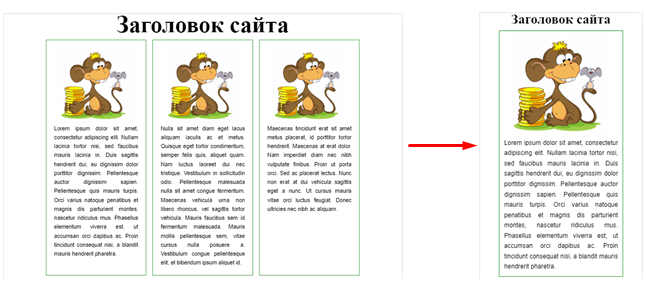 Заголовок сайта
Lorem ipsum dolor sit amet,
consectetur adipiscing elit. Nullam
lacinia tortor nisi, sed faucibus
mauris lacinia in. Duis sagittis
hendrerit dui, eu dignissim dolor
porttitor dignissim. Pellentesque
auctor dignissim sapien.
Pellentesque quis mauris turpis.
Orci varius natoque penatibus et
magnis dis parturient montes,
nascetur ridiculus mus. Phasellus
elementum viverra est, ut
accumsan orci dapibus ac. Proin
tincidunt consequat nisi, a blandit
mauris hendrerit pharetra.
Nulla sit amet diam eget lacus
aliquam iaculis ac et metus.
Quisque eget tortor condimentum,
semper felis quis, aliquet quam.
Nam luctus laoreet dui nec
tristique. Vestibulum in sollicitudin
odio. Pellentesque malesuada
nulla sit amet congue fermentum.
Maecenas vehicula urna non
libero rhoncus, vel sagittis tortor
vehicula. Mauris faucibus sem id
fermentum malesuada. Mauris
mollis pellentesque sem, vitae
cursus nulla posuere a.
Vestibulum congue pellentesque
elit, et bibendum ipsum aliquet id.
Maecenas tincidunt erat sit amet
metus placerat, id porttitor tortor
hendrerit. Maecenas at erat dolor.
Nam imperdiet diam nec nibh
vulputate finibus. Proin ut porta
orci. Sed ac placerat lectus. Nunc
non erat at dui vehicula sagittis
eget a nunc. Ut cursus mauris
vitae orci luctus feugiat. Donec
ultricies nec nibh ac aliquam.
Заголовок сайта
Lorem ipsum dolor sit amet, consectetur
adipiscing elit. Nullam lacinia tortor nisi,
sed faucibus mauris lacinia in. Duis
sagittis hendrerit dui, eu dignissim dolor
porttitor dignissim. Pellentesque auctor
dignissim sapien. Pellentesque quis
mauris turpis. Orci varius natoque
penatibus et magnis dis parturient
montes, nascetur ridiculus mus.
Phasellus elementum viverra est, ut
accumsan orci dapibus ac. Proin
tincidunt consequat nisi, a blandit mauris
hendrerit pharetra.